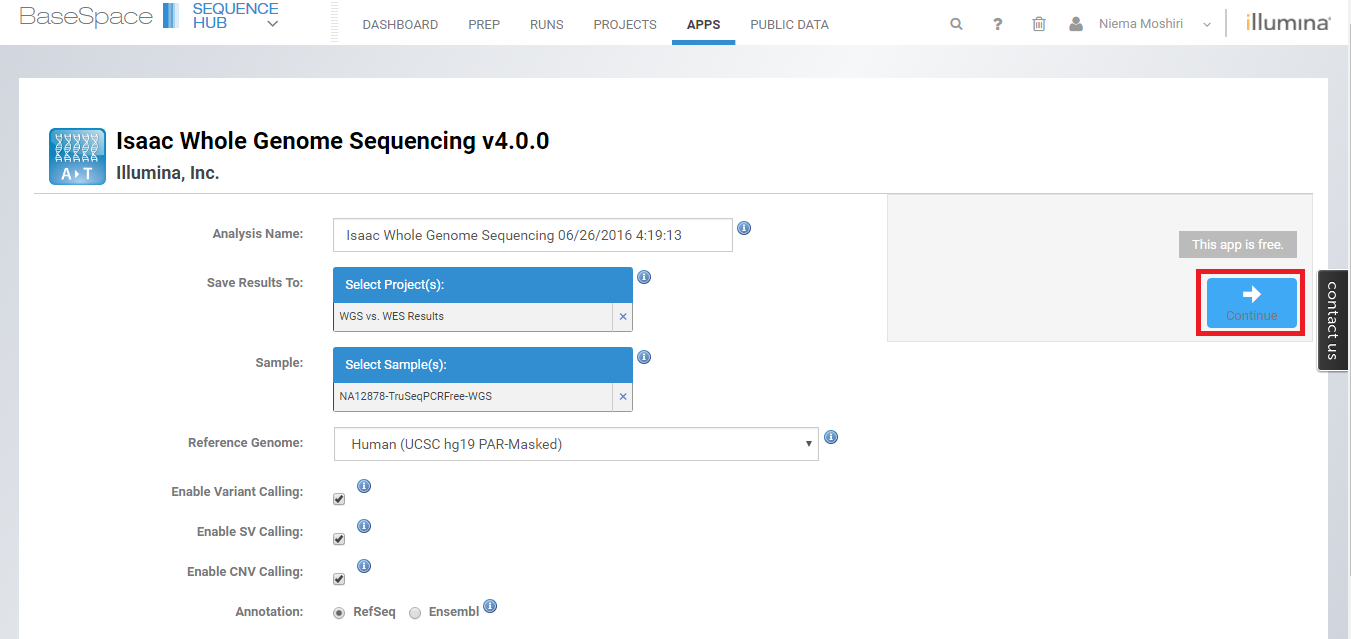 BaseSpace SEQUENCE HUB
DASHBOARD PREP RUNS PROJECTS APPS PUBLIC DATA
? Niema Moshiri illumina®
A▸T
Isaac Whole Genome Sequencing v4.0.0
Illumina, Inc.
Analysis Name: Isaac Whole Genome Sequencing 06/26/2016 4:19:13
This app is free.
Save Results To: Select Project(s):
WGS vs. WES Results ×
Continue
contact us
Sample: Select Sample(s):
NA12878-TruSeqPCRFree-WGS ×
Reference Genome: Human (UCSC hg19 PAR-Masked)
Enable Variant Calling:
Enable SV Calling:
Enable CNV Calling:
Annotation: RefSeq Ensembl